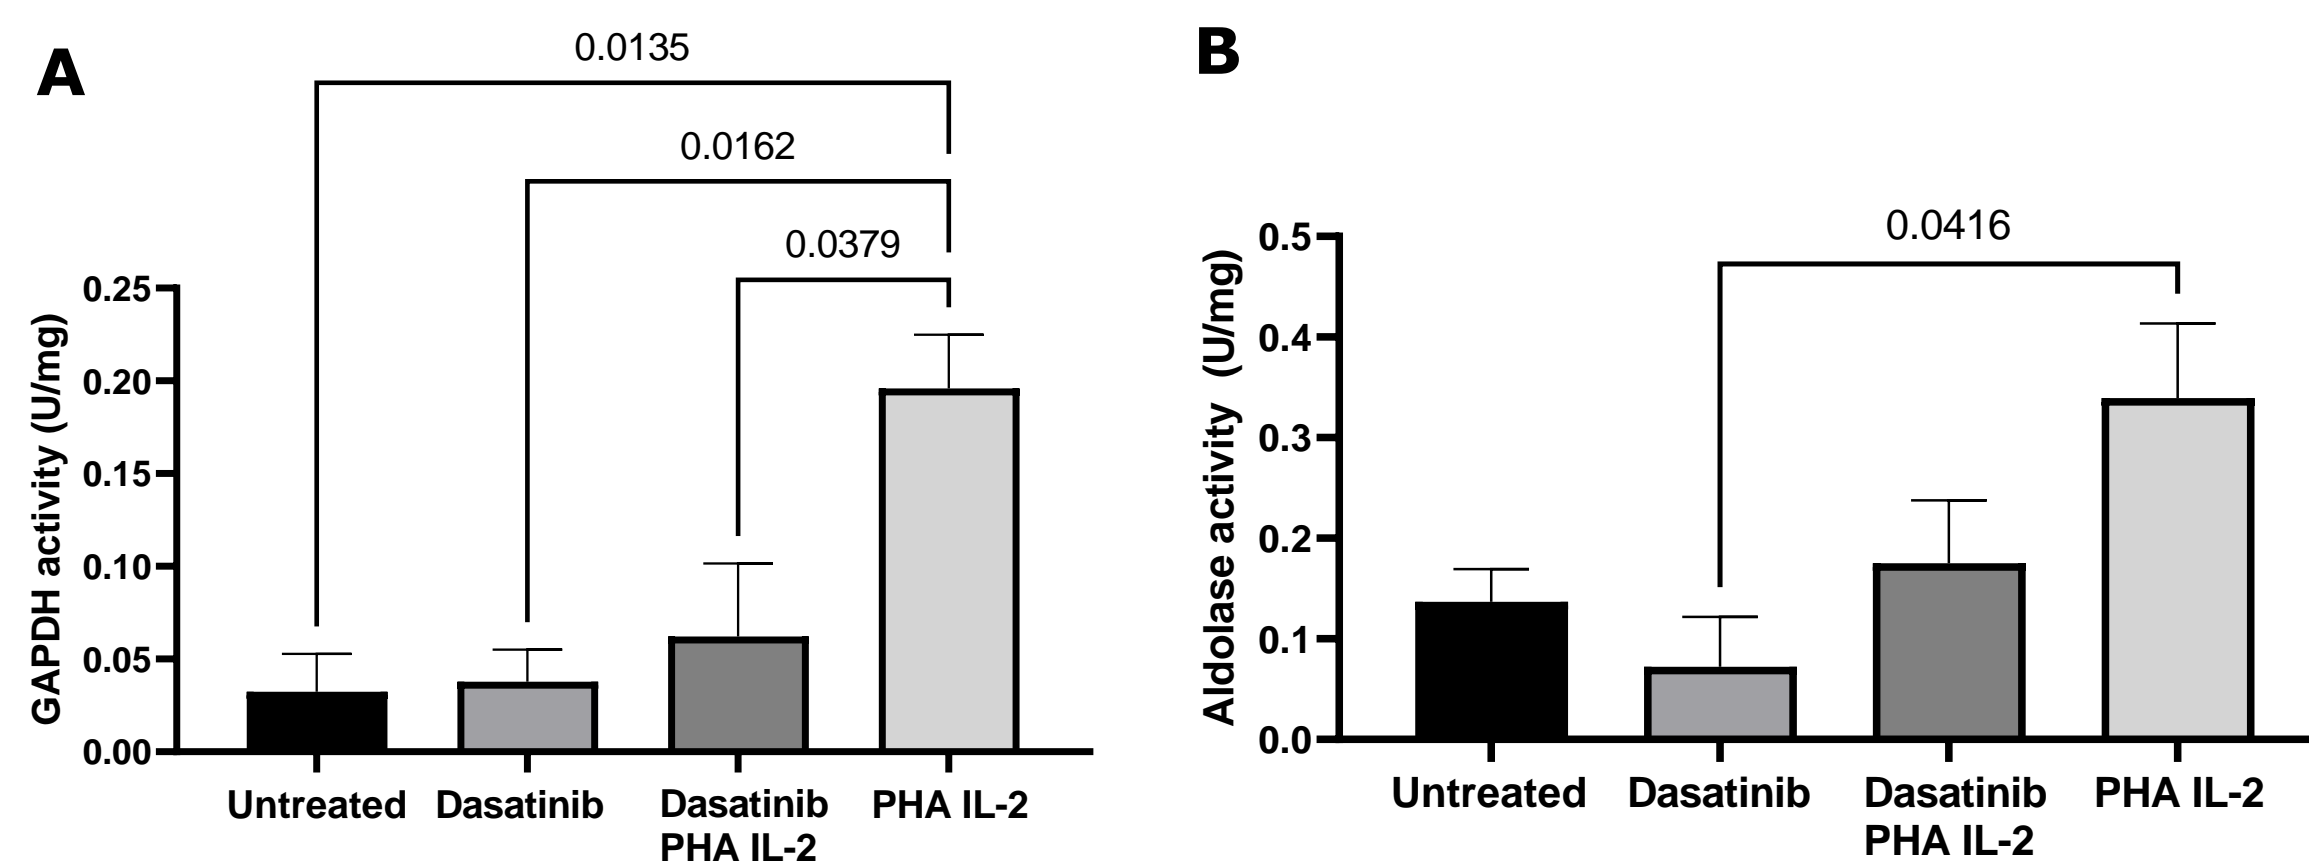 A
0.0135
0.0162
0.0379
0.25
0.20
0.15
0.10
0.05
0.00
GAPDH activity (U/mg)
Untreated
Dasatinib
Dasatinib
PHA IL-2
PHA IL-2
B
0.0416
0.5
0.4
0.3
0.2
0.1
0.0
Aldolase activity (U/mg)
Untreated
Dasatinib
Dasatinib
PHA IL-2
PHA IL-2